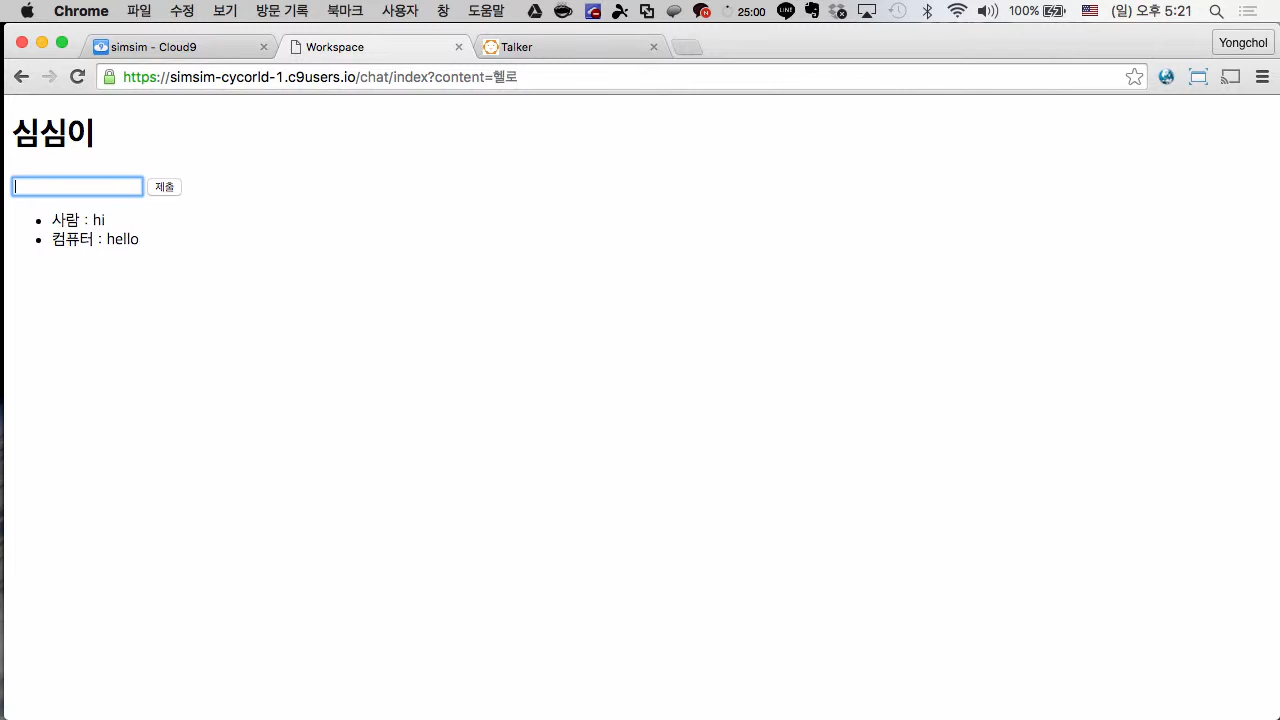 Chrome 파일 수정 보기 방문 기록 북마크 사용자 창 도움말 25:00 LINE 100% (일) 오후 5:21
simsim - Cloud9 Workspace Talker Yongchol
https://simsim-cycorld-1.c9users.io/chat/index?content=헬로
심심이
제출
사람 : hi
컴퓨터 : hello